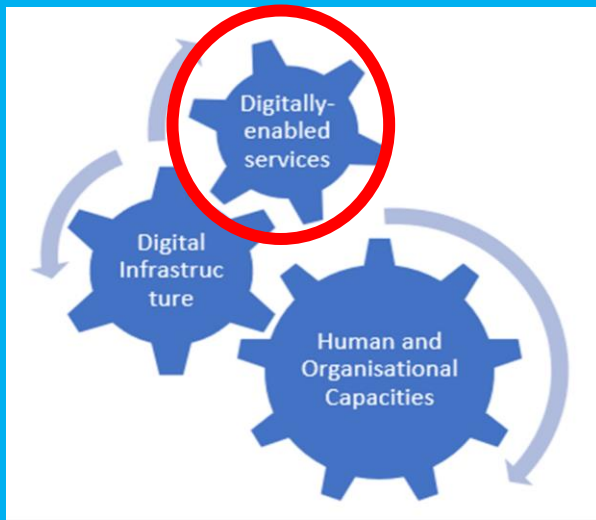 Digitally-
enabled
services
Digital
Infrastruc
ture
Human and
Organisational
Capacities